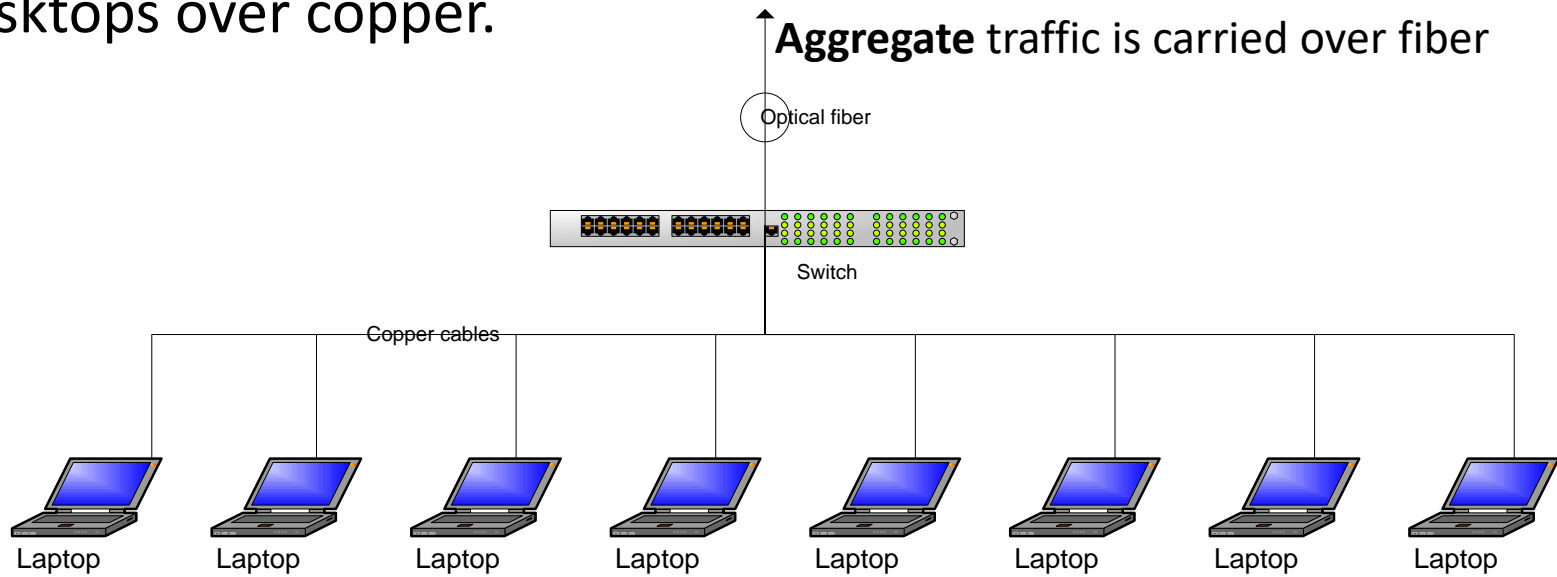 sktops over copper.
Aggregate traffic is carried over fiber
Optical fiber
Switch
Copper cables
Laptop Laptop Laptop Laptop Laptop Laptop Laptop Laptop